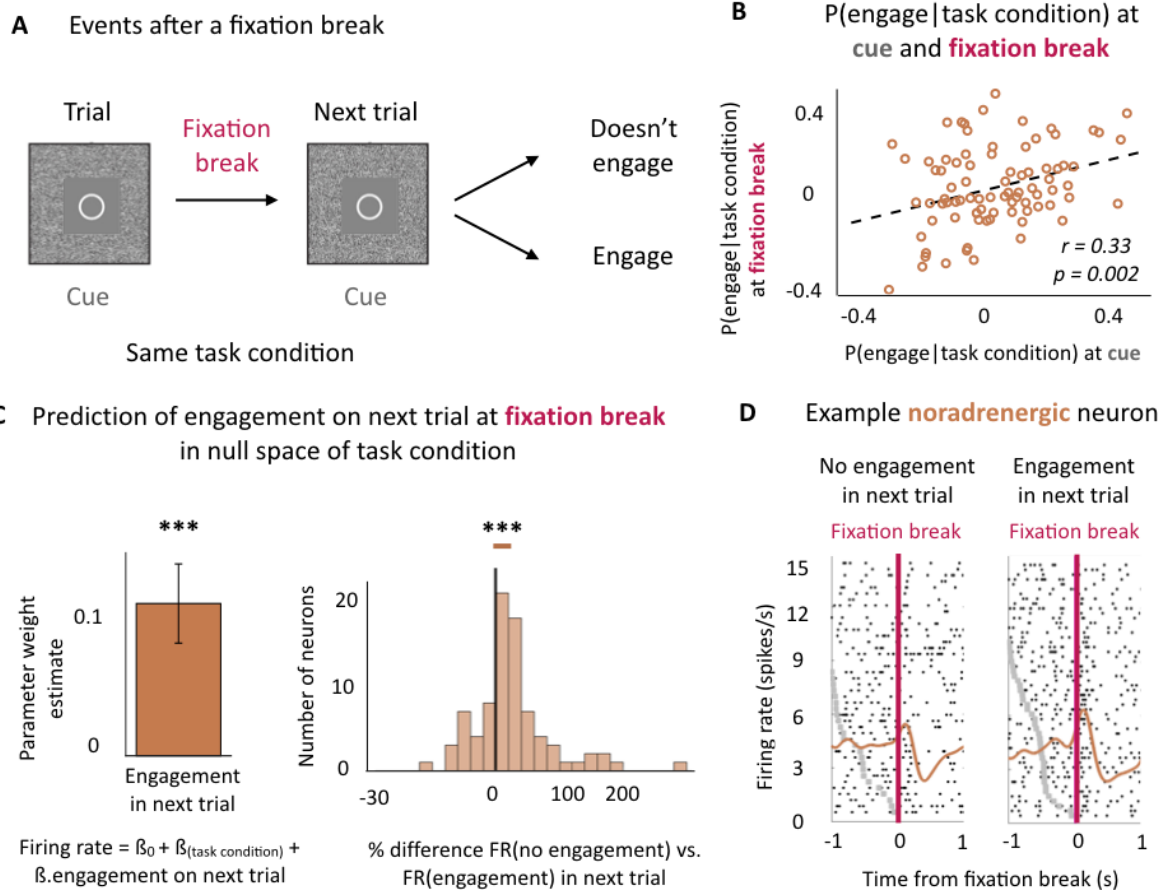 A Events after a fixation break
Trial
Fixation
break
Next trial
Doesn't
engage
Engage
Cue
Cue
Same task condition
B P(engage|task condition) at
cue and fixation break
P(engage|task condition)
at fixation break
0.4
0
-0.4
r = 0.33
p = 0.002
-0.4 0 0.4
P(engage|task condition) at cue
C Prediction of engagement on next trial at fixation break
in null space of task condition
***
Parameter weight
estimate
0.1
0
Engagement
in next trial
Firing rate = ß0 + ß(task condition) +
ß.engagement on next trial
***
Number of neurons
20
10
0
-30 0 100 200
% difference FR(no engagement) vs.
FR(engagement) in next trial
D Example noradrenergic neuron
No engagement
in next trial
Fixation break
Engagement
in next trial
Fixation break
Firing rate (spikes/s)
15
12
9
6
3
0
-1 0 1
-1 0 1
Time from fixation break (s)